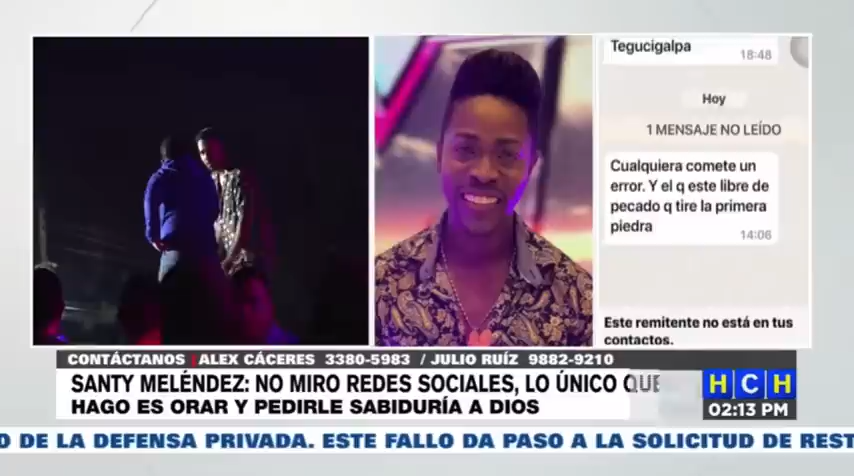 Tegucigalpa
18:48
Hoy
1 MENSAJE NO LEÍDO
Cualquiera comete un
error. Y el q este libre de
pecado q tire la primera
piedra
14:06
Este remitente no está en tus
contactos.
CONTÁCTANOS | ALEX CÁCERES 3380-5983 / JULIO RUÍZ 9882-9210
SANTY MELÉNDEZ: NO MIRO REDES SOCIALES, LO ÚNICO QUE
HAGO ES ORAR Y PEDIRLE SABIDURÍA A DIOS
HCH
02:13 PM
O DE LA DEFENSA PRIVADA. ESTE FALLO DA PASO A LA SOLICITUD DE REST